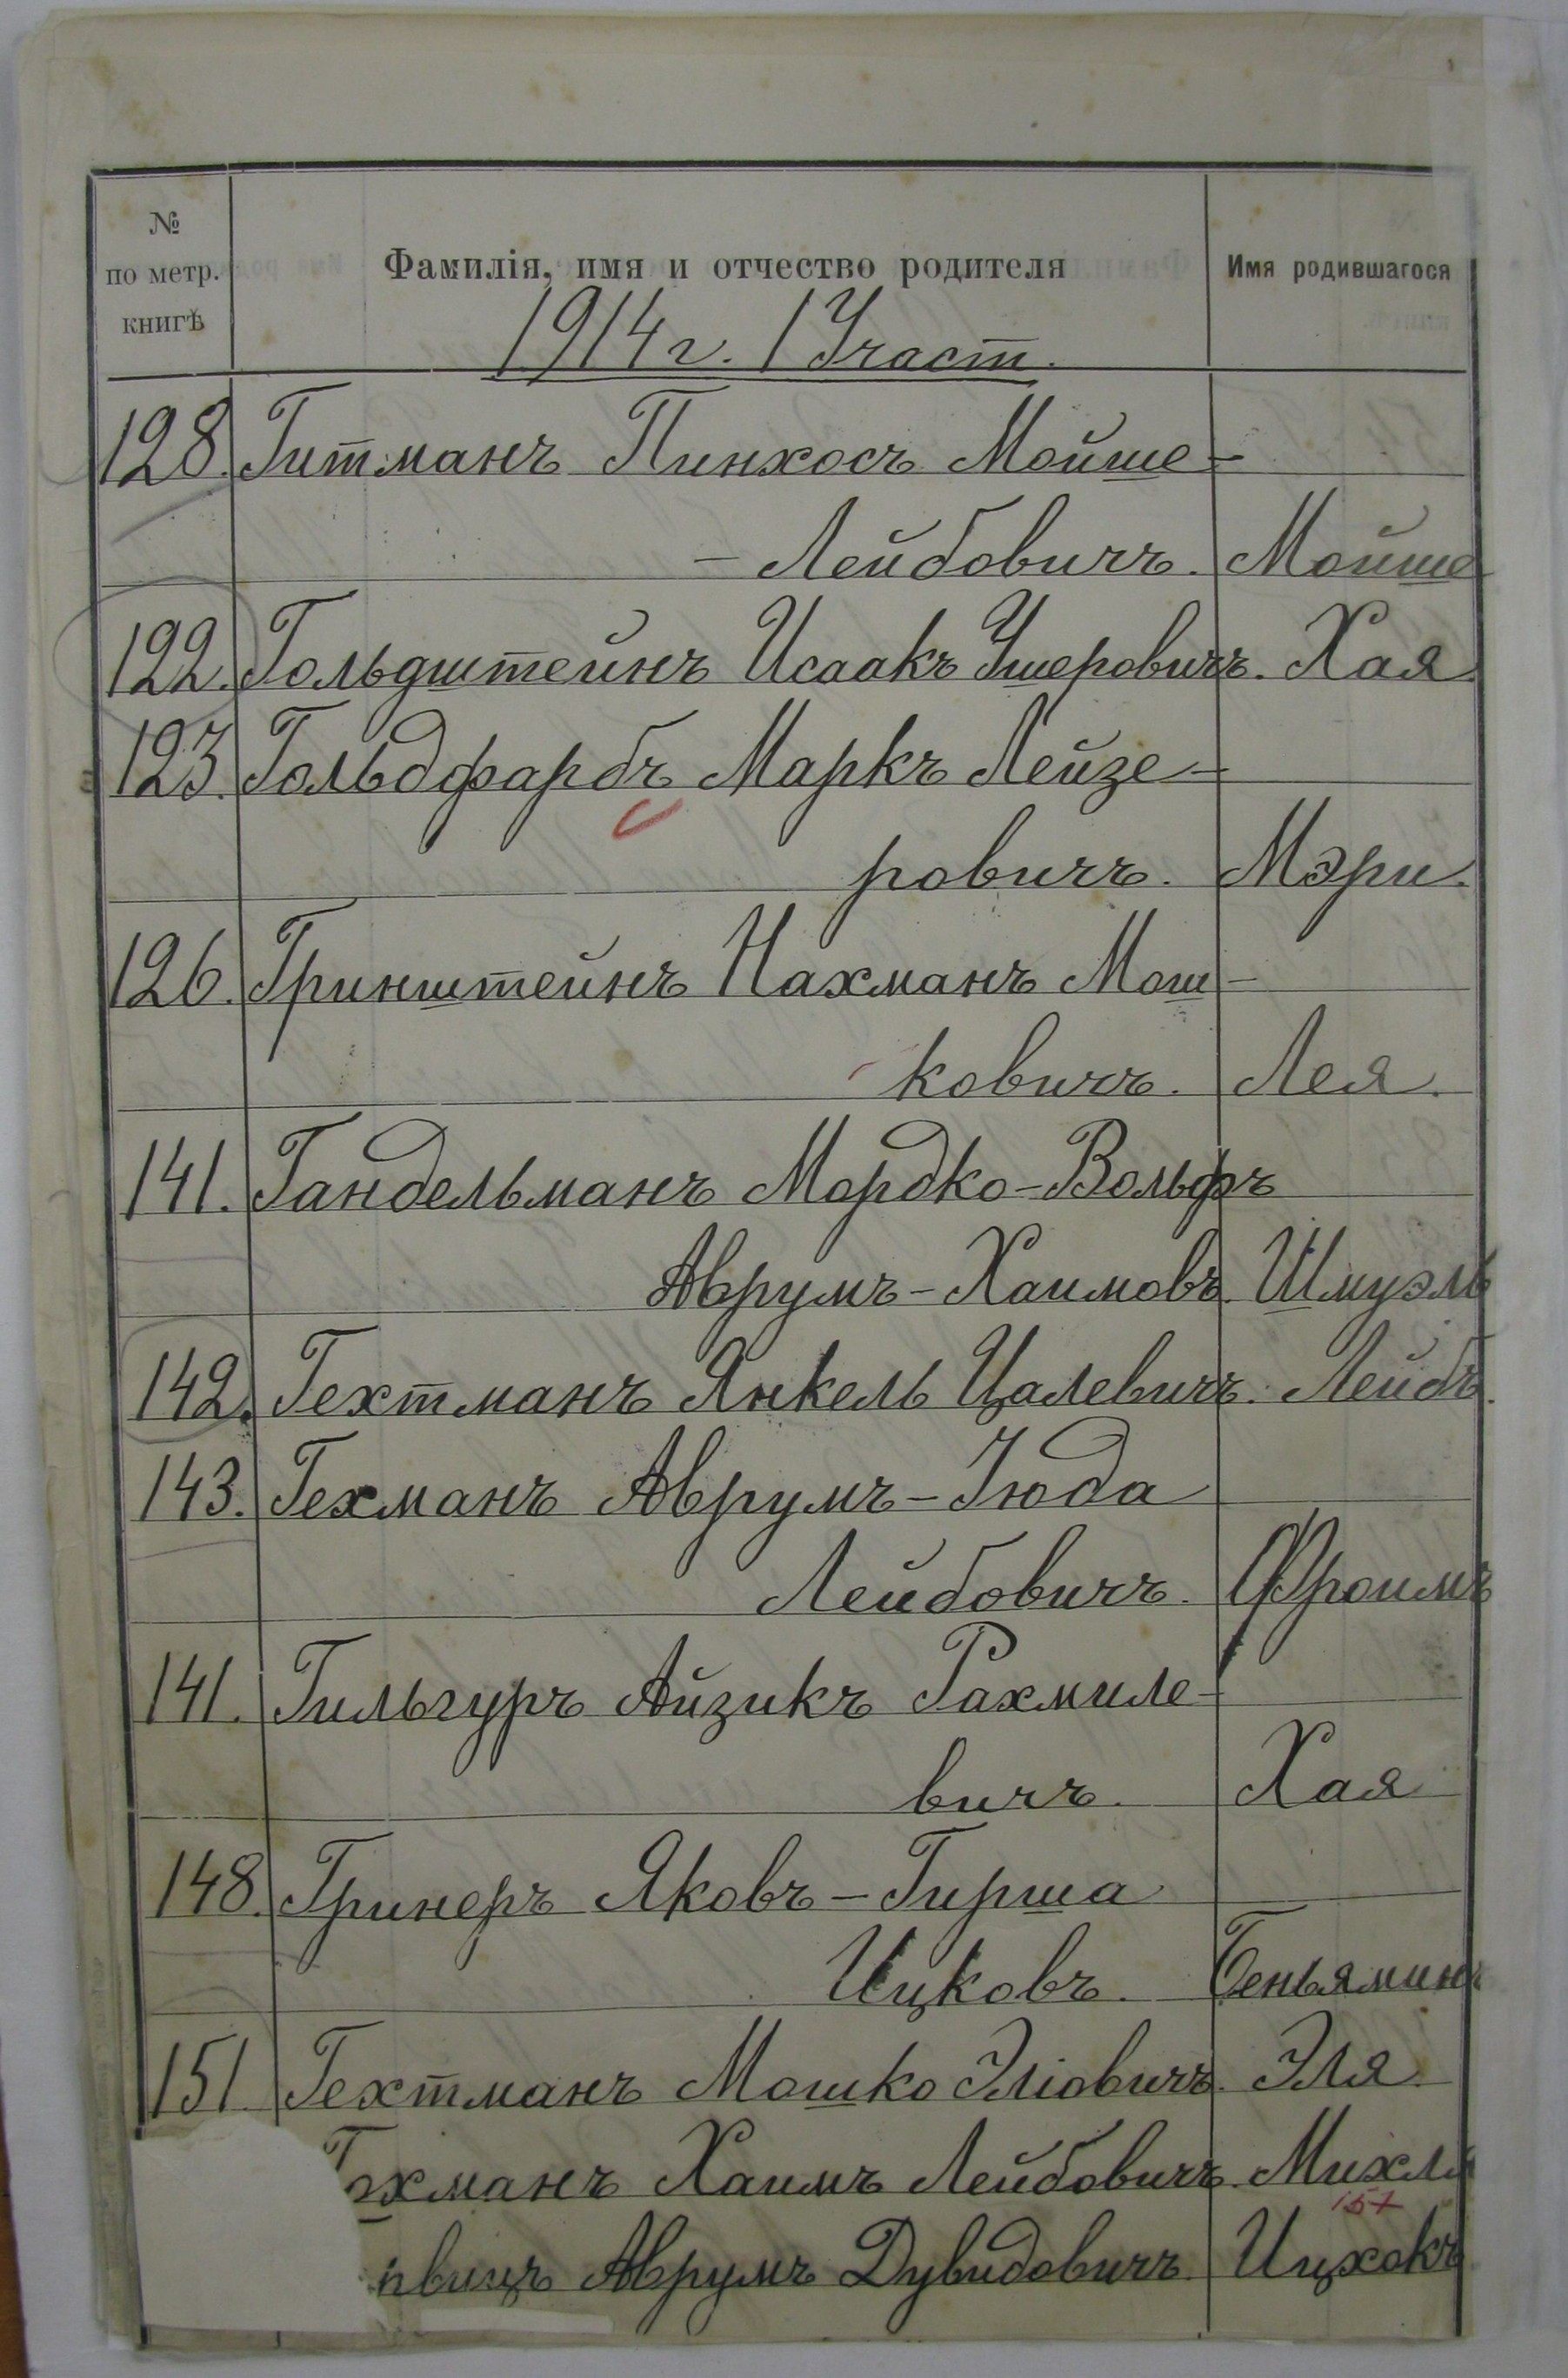 №
по метр.
книгѣ
Фамилія, имя и отчество родителя
Имя родившагося
1914 г. 1 Участ.
128. Гитманъ Пинхосъ Мойше-
- Лейбовичъ. Мойше
122. Гольдштейнъ Исаакъ Ушеровичъ. Хая
123. Гольдфарбъ Маркъ Лейзе-
ровичъ. Мэри.
126. Гринштейнъ Нахманъ Мош-
ковичъ. Лея.
141. Гандельманъ Мордко-Вольфъ
Аврумъ-Хаимовъ. Шмуэль
142. Гехтманъ Янкель Цалевичъ. Лейбъ.
143. Гехманъ Аврумъ-Іюда
Лейбовичъ. Фроимъ
141. Гильгуръ Айзикъ Рахмиле-
вичъ. Хая
148. Гринеръ Яковъ-Гирша
Ицковъ. Беньяминъ
151 Гехтманъ Мошко Эліовичъ. Эля.
хманъ Хаимъ Лейбовичъ. Михля
157
вицъ Аврумъ Дувидовичъ. Ицхокъ